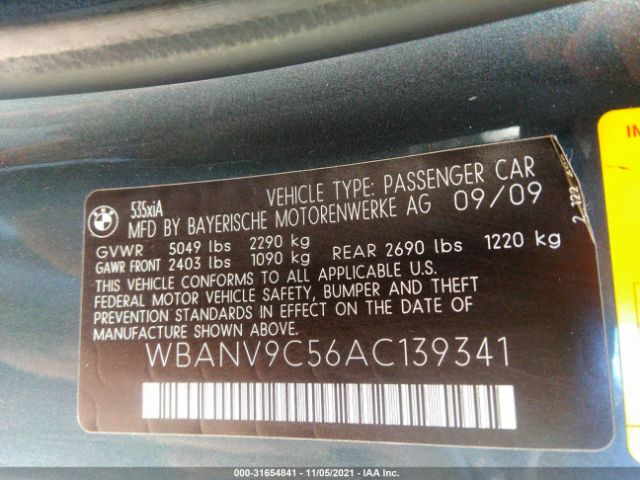 BMW
535xiA
VEHICLE TYPE: PASSENGER CAR
MFD BY BAYERISCHE MOTORENWERKE AG 09/09
GVWR 5049 lbs 2290 kg
GAWR FRONT 2403 lbs 1090 kg REAR 2690 lbs 1220 kg
THIS VEHICLE CONFORMS TO ALL APPLICABLE U.S.
FEDERAL MOTOR VEHICLE SAFETY, BUMPER AND THEFT
PREVENTION STANDARDS IN EFFECT ON THE DATE OF
MANUFACTURE SHOWN ABOVE.
WBANV9C56AC139341
000-31654841 - 11/05/2021 - IAA Inc.